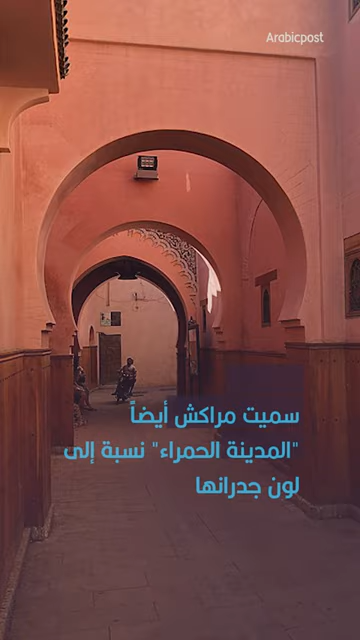 Arabicpost
سميت مراكش أيضاً
"المدينة الحمراء" نسبة إلى
لون جدرانها